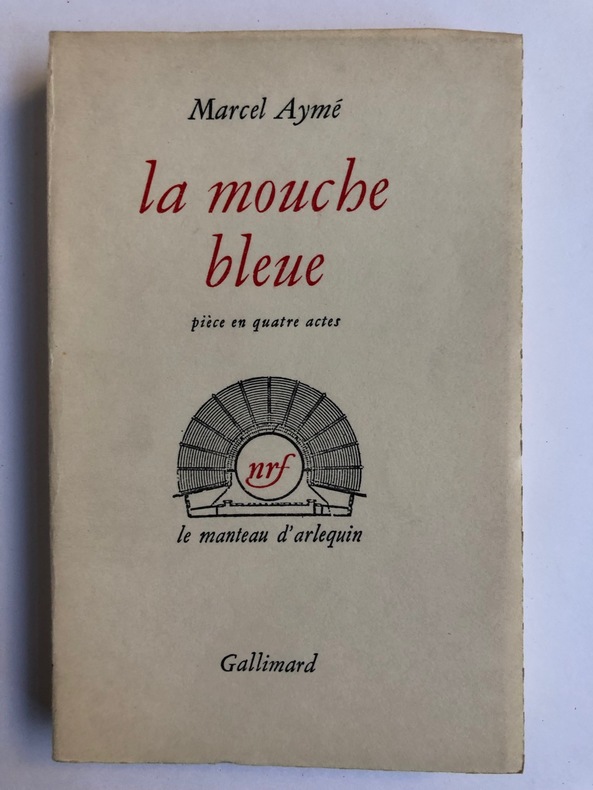 Marcel Aymé
la mouche
bleue
pièce en quatre actes
nrf
le manteau d'arlequin
Gallimard